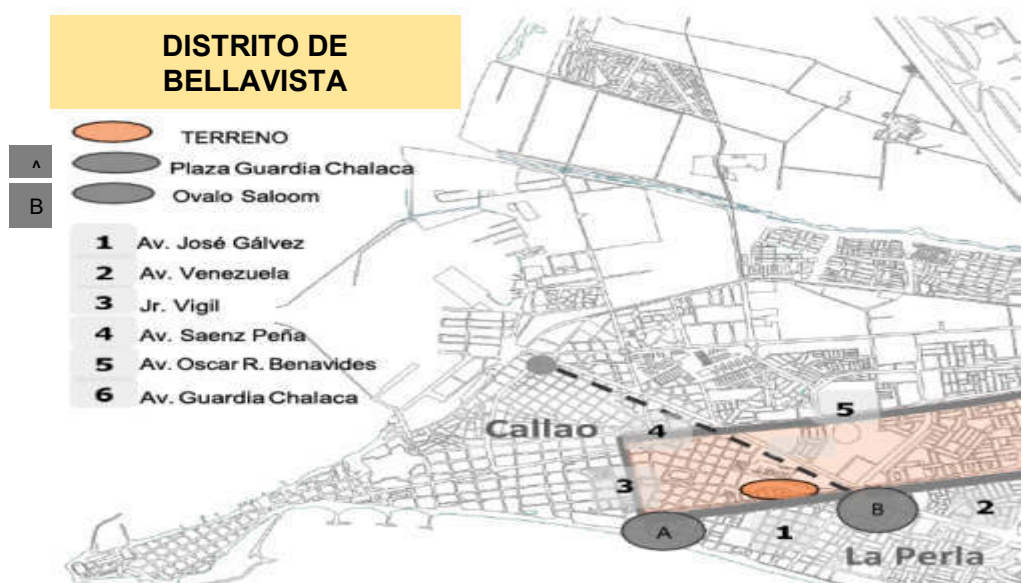 DISTRITO DE
BELLAVISTA
TERRENO
^ Plaza Guardia Chalaca
B Ovalo Saloom
1 Av. José Gálvez
2 Av. Venezuela
3 Jr. Vigil
4 Av. Saenz Peña
5 Av. Oscar R. Benavides
6 Av. Guardia Chalaca
5
Callao 4
3
A 1 B 2
La Perla